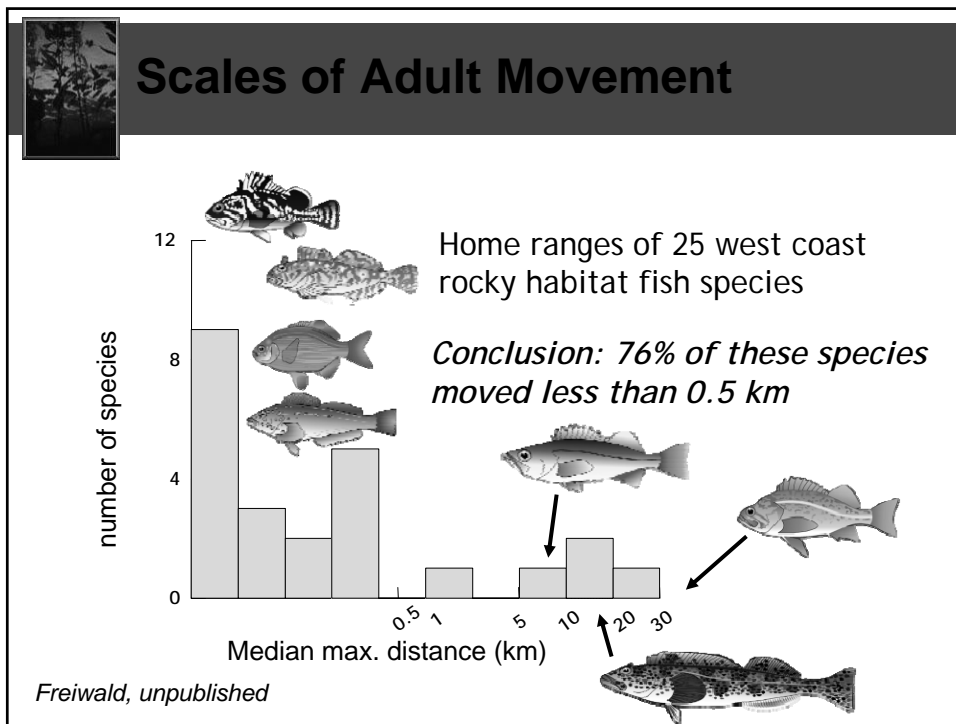 Scales of Adult Movement
Home ranges of 25 west coast
rocky habitat fish species
Conclusion: 76% of these species
moved less than 0.5 km
number of species
12
8
4
0
0.5
1
5
10
20
30
Median max. distance (km)
Freiwald, unpublished